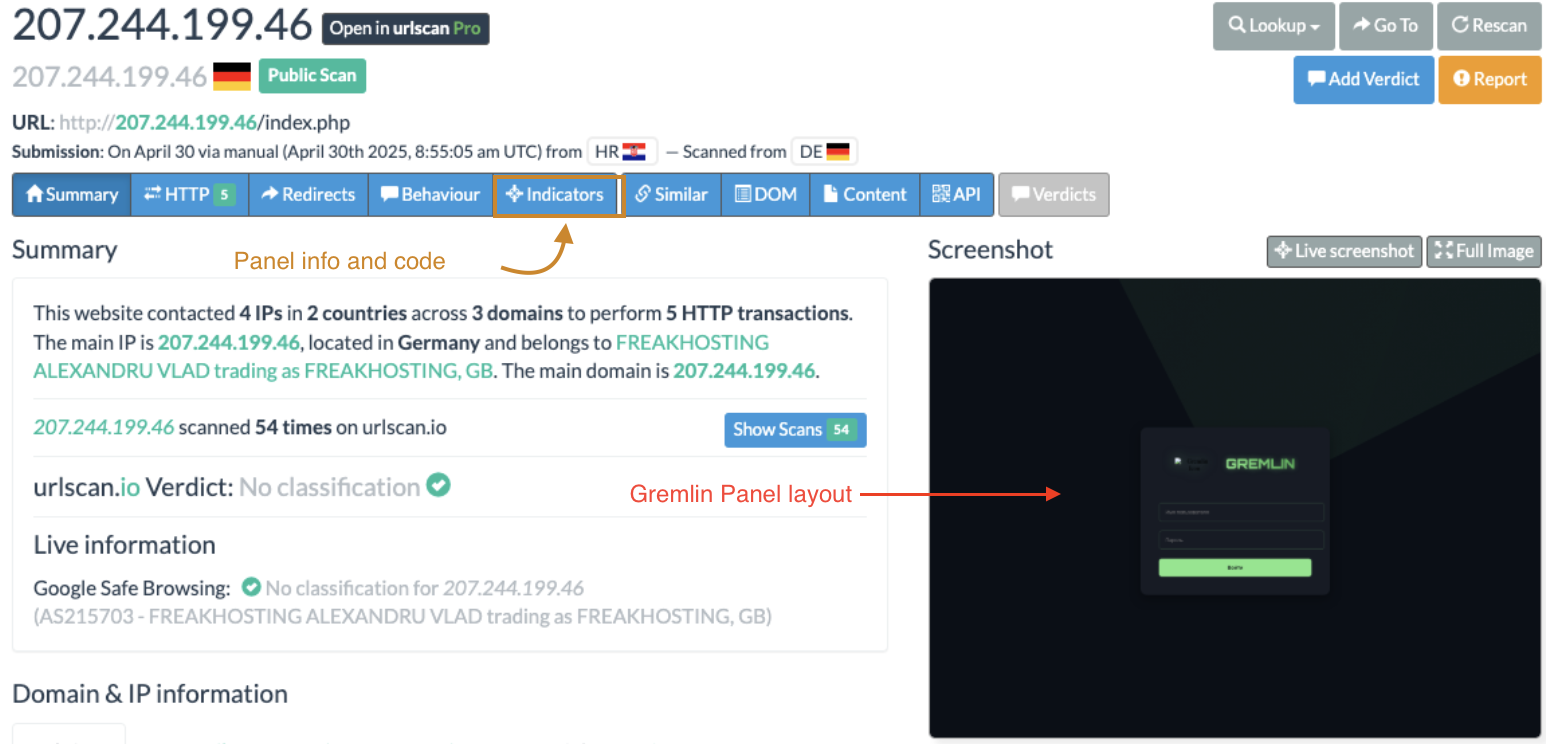 207.244.199.46 Open in urlscan Pro
Lookup Go To Rescan
207.244.199.46 Public Scan
Add Verdict Report
URL: http://207.244.199.46/index.php
Submission: On April 30 via manual (April 30th 2025, 8:55:05 am UTC) from HR — Scanned from DE
Summary HTTP 5 Redirects Behaviour Indicators Similar DOM Content API Verdicts
Summary
Panel info and code
Screenshot Live screenshot Full Image
This website contacted 4 IPs in 2 countries across 3 domains to perform 5 HTTP transactions.
The main IP is 207.244.199.46, located in Germany and belongs to FREAKHOSTING
ALEXANDRU VLAD trading as FREAKHOSTING, GB. The main domain is 207.244.199.46.
207.244.199.46 scanned 54 times on urlscan.io Show Scans 54
urlscan.io Verdict: No classification
GREMLIN
Gremlin Panel layout
Пароль
Войти
Live information
Google Safe Browsing: No classification for 207.244.199.46
(AS215703 - FREAKHOSTING ALEXANDRU VLAD trading as FREAKHOSTING, GB)
Domain & IP information